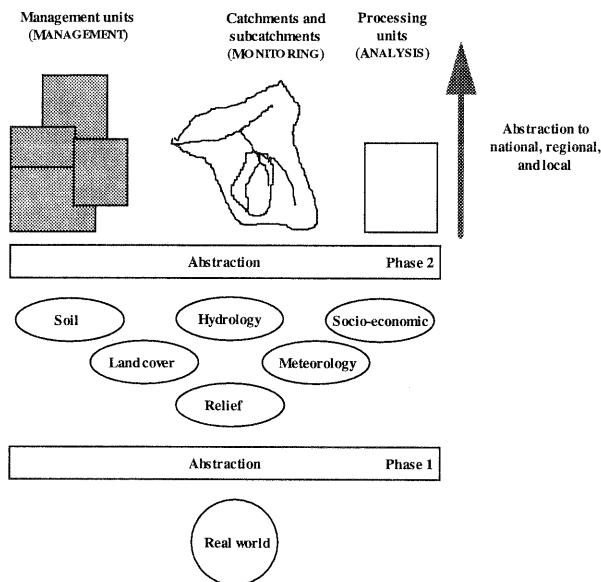 Management units
(MANAGEMENT)
Catchments and
subcatchments
(MONITORING)
Processing
units
(ANALYSIS)
Abstraction to
national, regional,
and local
Abstraction
Phase 2
Soil
Hydrology
Socio-economic
Land cover
Meteorology
Relief
Abstraction
Phase 1
Real world